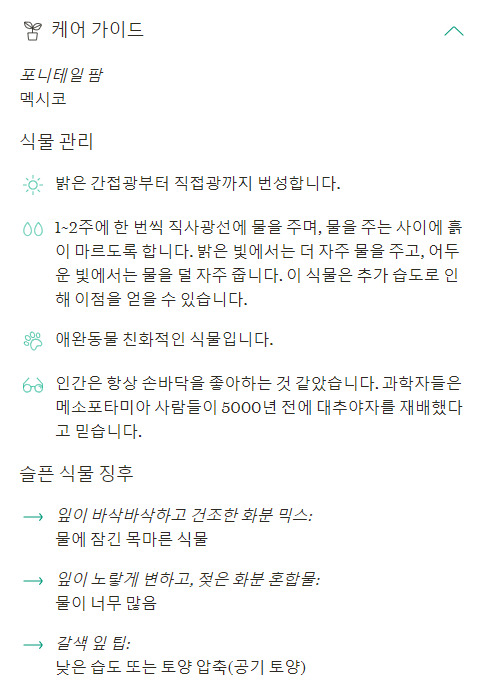 케어 가이드
포니테일 팜
멕시코
식물 관리
밝은 간접광부터 직접광까지 번성합니다.
1~2주에 한 번씩 직사광선에 물을 주며, 물을 주는 사이에 흙
이 마르도록 합니다. 밝은 빛에서는 더 자주 물을 주고, 어두
운 빛에서는 물을 덜 자주 줍니다. 이 식물은 추가 습도로 인
해 이점을 얻을 수 있습니다.
애완동물 친화적인 식물입니다.
인간은 항상 손바닥을 좋아하는 것 같았습니다. 과학자들은
메소포타미아 사람들이 5000년 전에 대추야자를 재배했다
고 믿습니다.
슬픈 식물 징후
잎이 바삭바삭하고 건조한 화분 믹스:
물에 잠긴 목마른 식물
잎이 노랗게 변하고, 젖은 화분 혼합물:
물이 너무 많음
갈색 잎 팁:
낮은 습도 또는 토양 압축(공기 토양)